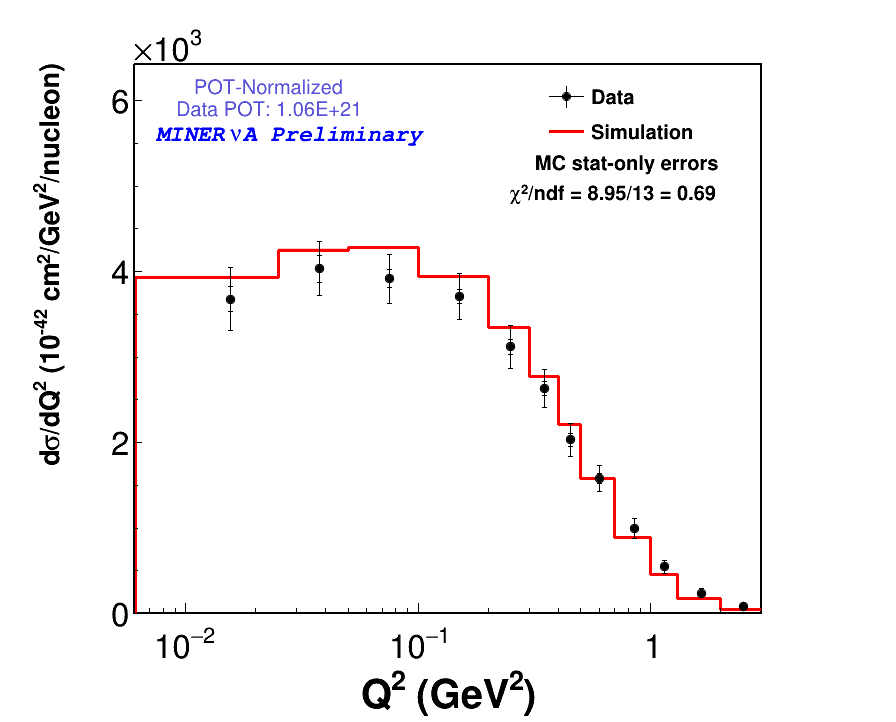 ×10³
POT-Normalized
Data POT: 1.06E+21
MINERνA Preliminary
Data
Simulation
MC stat-only errors
χ²/ndf = 8.95/13 = 0.69
6
4
2
0
dσ/dQ² (10⁻⁴² cm²/GeV²/nucleon)
10⁻² 10⁻¹ 1
Q² (GeV²)